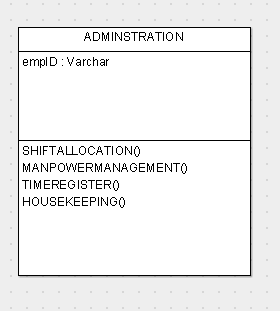 ADMINSTRATION
empID : Varchar
SHIFTALLOCATION()
MANPOWERMANAGEMENT()
TIMEREGISTER()
HOUSEKEEPING()